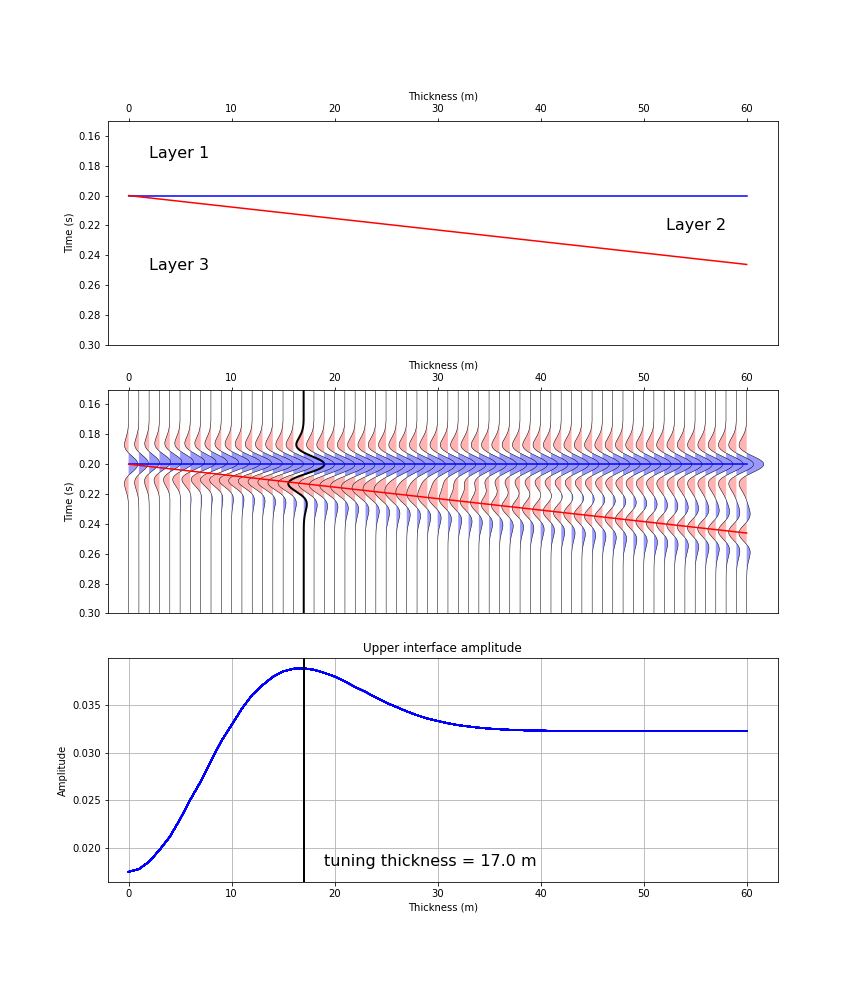 Thickness (m)
0 10 20 30 40 50 60
0.16
Layer 1
0.18
0.20
0.22
Layer 2
Time (s)
0.24
Layer 3
0.26
0.28
0.30
Thickness (m)
0 10 20 30 40 50 60
0.16
0.18
0.20
0.22
Time (s)
0.24
0.26
0.28
0.30
Upper interface amplitude
0.035
0.030
Amplitude
0.025
0.020
tuning thickness = 17.0 m
0 10 20 30 40 50 60
Thickness (m)